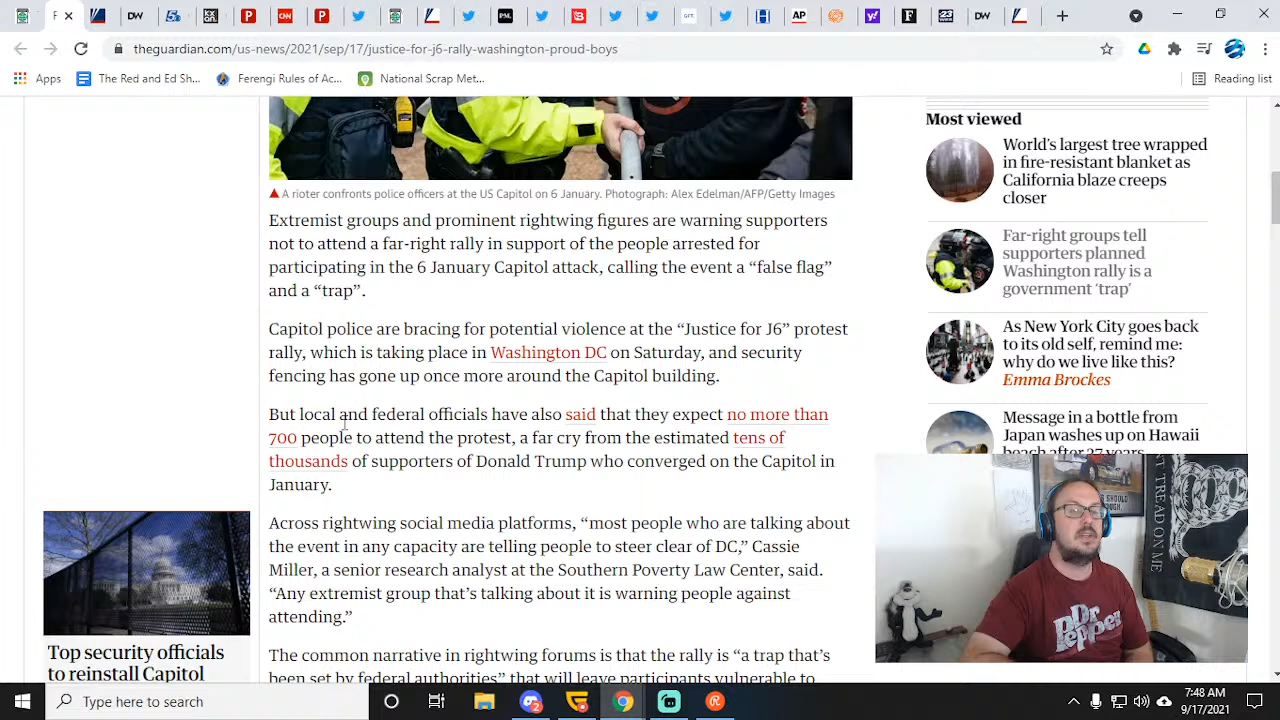 F
theguardian.com/us-news/2021/sep/17/justice-for-j6-rally-washington-proud-boys
Apps
The Red and Ed Sh...
Ferengi Rules of Ac...
National Scrap Met...
Reading list
A rioter confronts police officers at the US Capitol on 6 January. Photograph: Alex Edelman/AFP/Getty Images
Extremist groups and prominent rightwing figures are warning supporters
not to attend a far-right rally in support of the people arrested for
participating in the 6 January Capitol attack, calling the event a “false flag”
and a “trap”.
Capitol police are bracing for potential violence at the “Justice for J6” protest
rally, which is taking place in Washington DC on Saturday, and security
fencing has gone up once more around the Capitol building.
But local and federal officials have also said that they expect no more than
700 people to attend the protest, a far cry from the estimated tens of
thousands of supporters of Donald Trump who converged on the Capitol in
January.
Across rightwing social media platforms, “most people who are talking about
the event in any capacity are telling people to steer clear of DC,” Cassie
Miller, a senior research analyst at the Southern Poverty Law Center, said.
“Any extremist group that’s talking about it is warning people against
attending.”
The common narrative in rightwing forums is that the rally is “a trap that’s
been set by federal authorities” that will leave participants vulnerable to
Top security officials
to reinstall Capitol
Most viewed
World’s largest tree wrapped
in fire-resistant blanket as
California blaze creeps
closer
Far-right groups tell
supporters planned
Washington rally is a
government ‘trap’
As New York City goes back
to its old self, remind me:
why do we live like this?
Emma Brockes
Message in a bottle from
Japan washes up on Hawaii
beach after 37 years
SHOULD
TREAD ON ME
Dr
Pepper
Type here to search
7:48 AM
9/17/2021